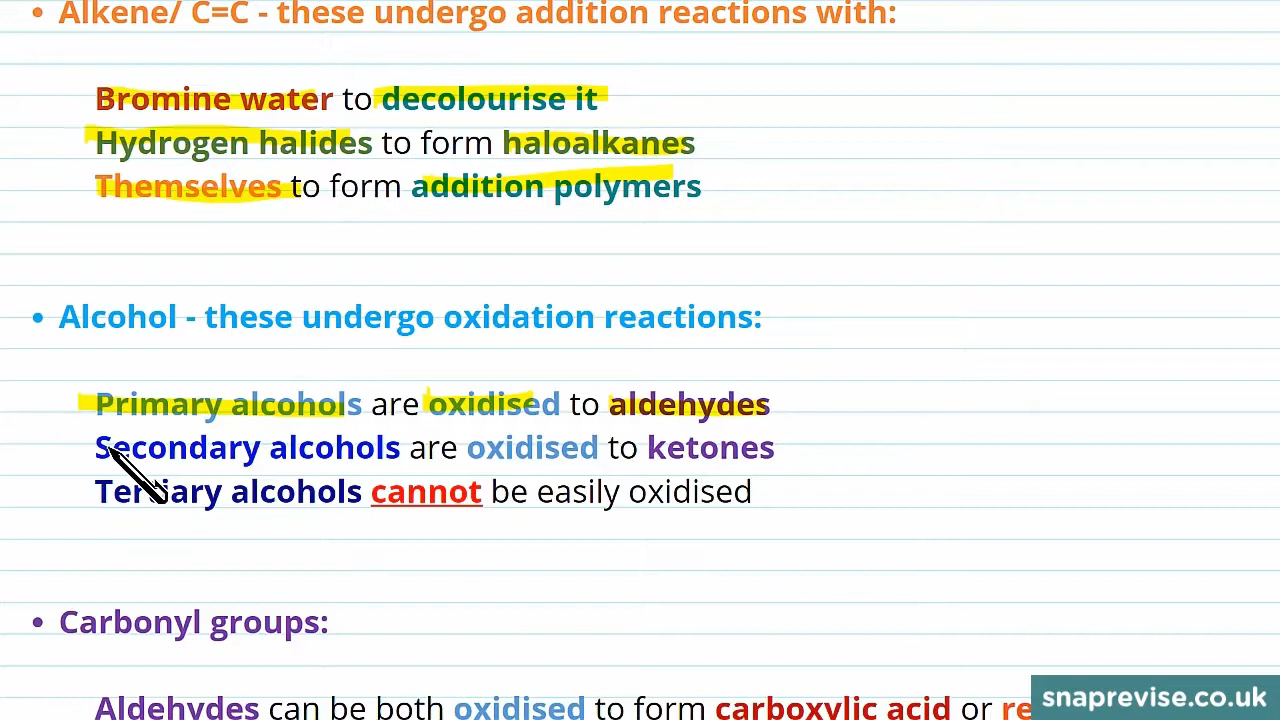 • Alkene/ C=C - these undergo addition reactions with:
Bromine water to decolourise it
Hydrogen halides to form haloalkanes
Themselves to form addition polymers
• Alcohol - these undergo oxidation reactions:
Primary alcohols are oxidised to aldehydes
Secondary alcohols are oxidised to ketones
Tertiary alcohols cannot be easily oxidised
• Carbonyl groups:
Aldehydes can be both oxidised to form carboxylic acid or
snaprevise.co.uk